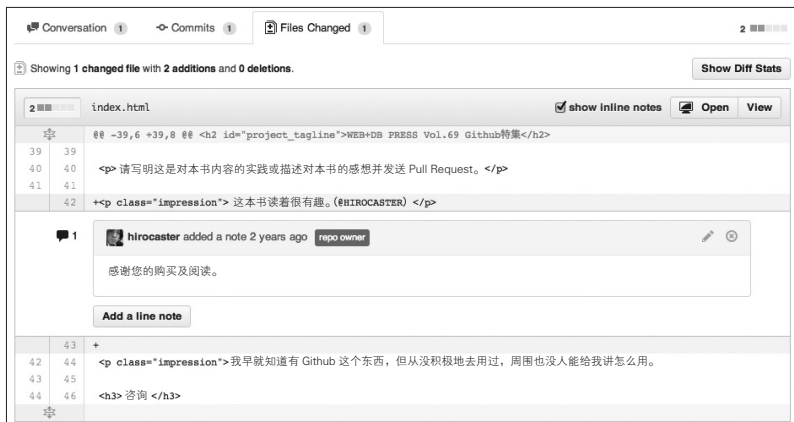 Conversation 1 Commits 1 Files Changed 1 2
Showing 1 changed file with 2 additions and 0 deletions. Show Diff Stats
2 index.html show inline notes Open View
@@ -39,6 +39,8 @@ <h2 id="project_tagline">WEB+DB PRESS Vol.69 Github特集</h2>
39 39
40 40 <p> 请写明这是对本书内容的实践或描述对本书的感想并发送 Pull Request。</p>
41 41
42 +<p class="impression"> 这本书读着很有趣。(@HIROCASTER) </p>
1 hirocaster added a note 2 years ago repo owner
感谢您的购买及阅读。
Add a line note
43 +
42 44 <p class="impression">我早就知道有 Github 这个东西，但从没积极地去用过，周围也没人能给我讲怎么用。
43 45
44 46 <h3> 咨询 </h3>